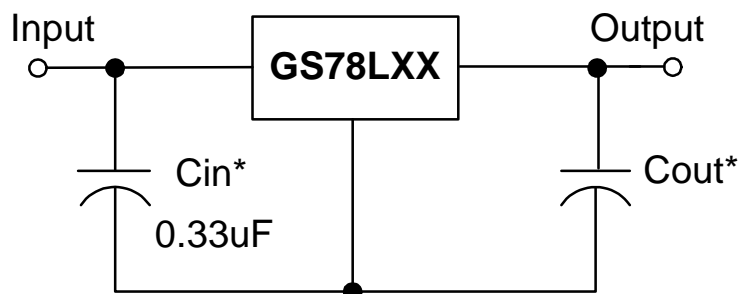 Input
Output
GS78LXX
Cin*
Cout*
0.33uF